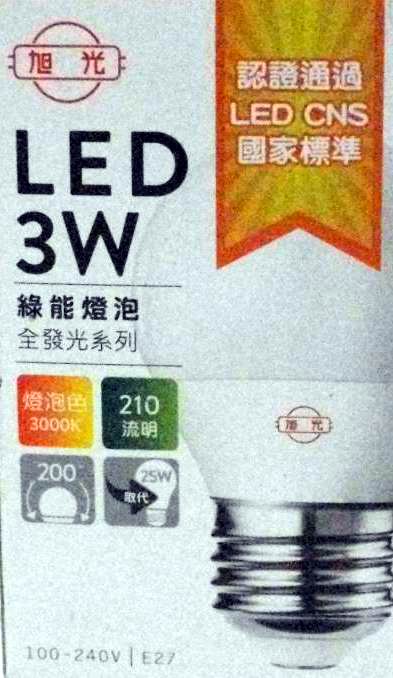 旭光
認證通過
LED CNS
國家標準
LED
3W
綠能燈泡
全發光系列
燈泡色
3000K
210
流明
200
25W
取代
旭光
100-240V | E27